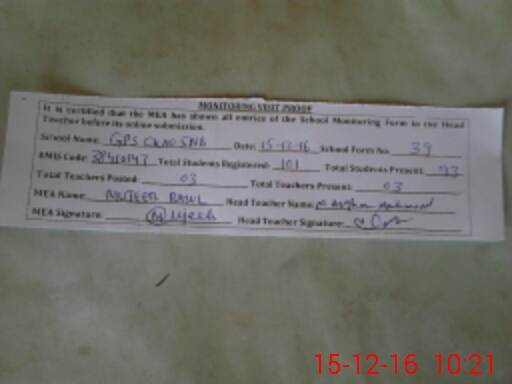 MONITORING VISIT PROOF
It is certified that the MEA has shown all entries of the School Monitoring Form to the Head
Teacher before its online submission.
School Name: GPS Date: 15-12-16 School Form No: 39
EMIS Code: Total Students Registered: 101 Total Students Present: 93
Total Teachers Posted: 03 Total Teachers Present: 03
MEA Name: Head Teacher Name:
MEA Signature: Head Teacher Signature:
15-12-16 10:21